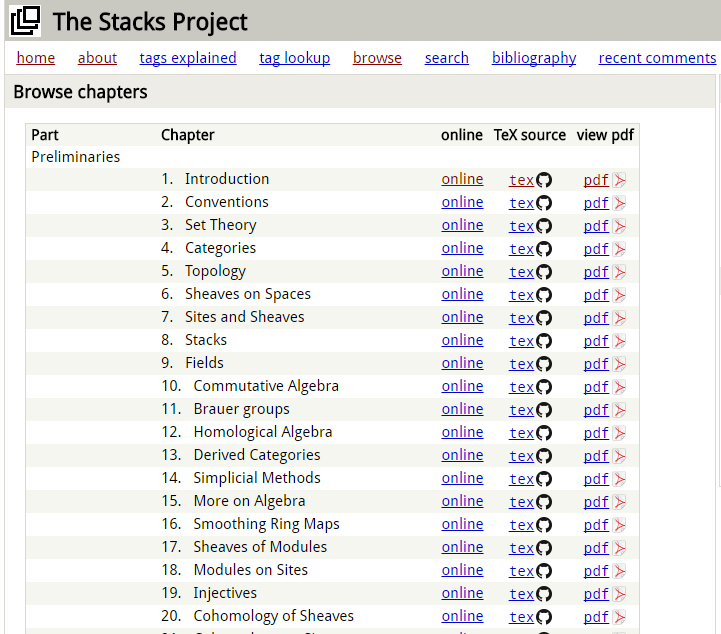 The Stacks Project
home about tags explained tag lookup browse search bibliography recent comments
Browse chapters
Part Chapter online TeX source view pdf
Preliminaries
1. Introduction online tex pdf
2. Conventions online tex pdf
3. Set Theory online tex pdf
4. Categories online tex pdf
5. Topology online tex pdf
6. Sheaves on Spaces online tex pdf
7. Sites and Sheaves online tex pdf
8. Stacks online tex pdf
9. Fields online tex pdf
10. Commutative Algebra online tex pdf
11. Brauer groups online tex pdf
12. Homological Algebra online tex pdf
13. Derived Categories online tex pdf
14. Simplicial Methods online tex pdf
15. More on Algebra online tex pdf
16. Smoothing Ring Maps online tex pdf
17. Sheaves of Modules online tex pdf
18. Modules on Sites online tex pdf
19. Injectives online tex pdf
20. Cohomology of Sheaves online tex pdf